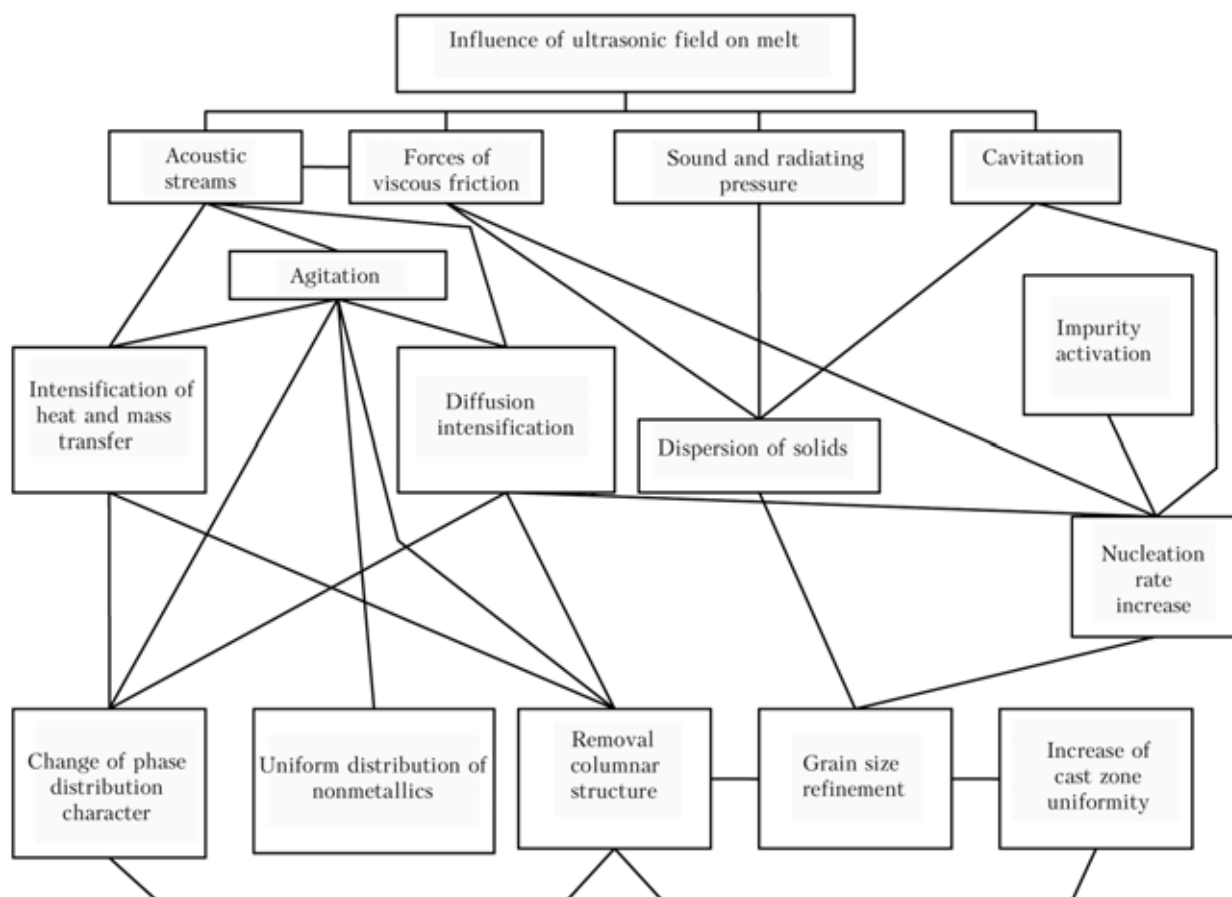 Influence of ultrasonic field on melt
Acoustic
streams
Forces of
viscous friction
Sound and radiating
pressure
Cavitation
Agitation
Impurity
activation
Intensification of
heat and mass
transfer
Diffusion
intensification
Dispersion of solids
Nucleation
rate
increase
Change of phase
distribution
character
Uniform distribution of
nonmetallics
Removal
columnar
structure
Grain size
refinement
Increase of
cast zone
uniformity